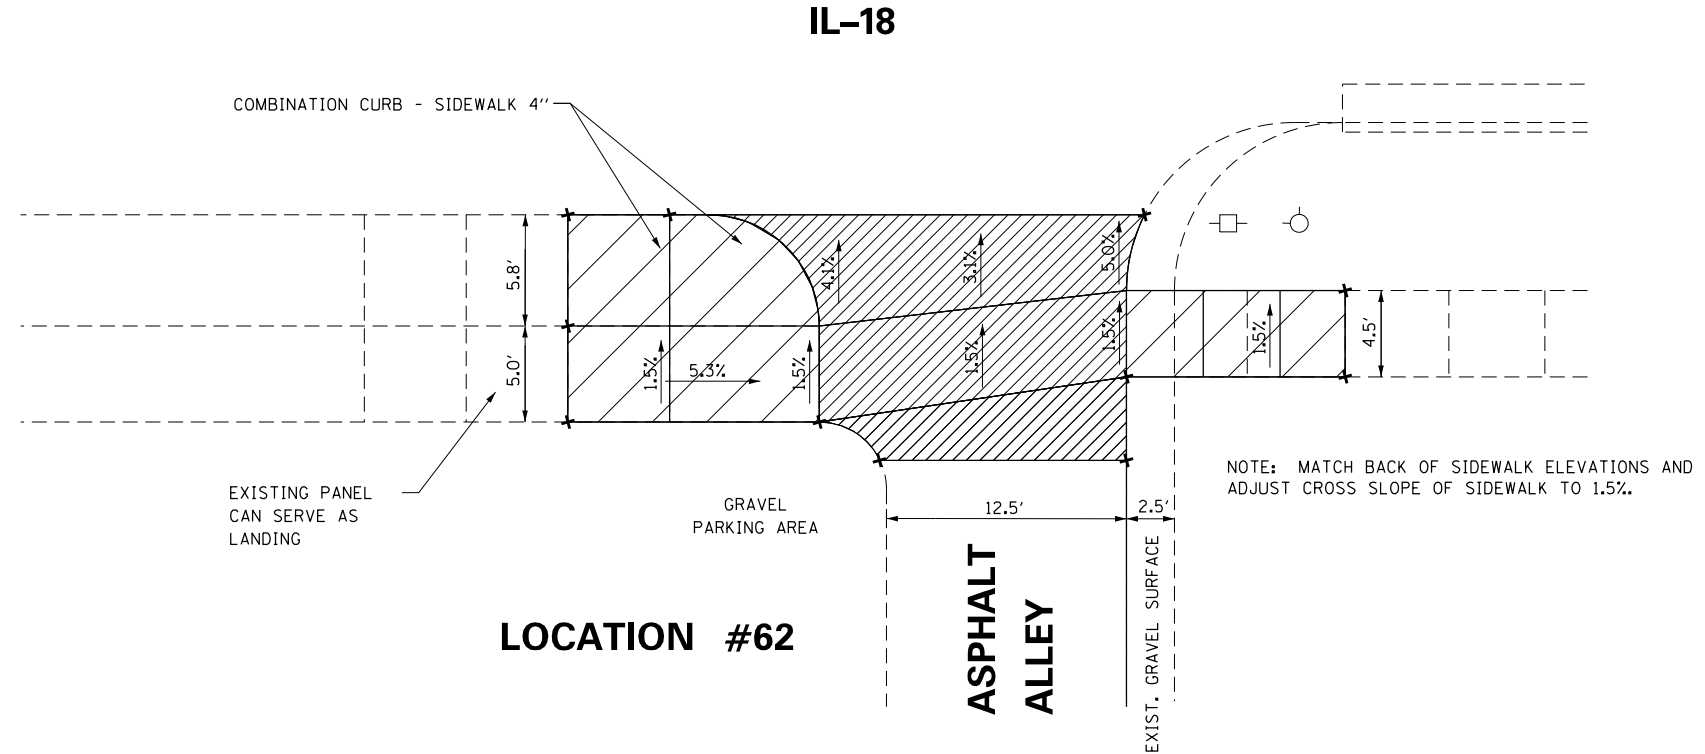 IL-18
COMBINATION CURB - SIDEWALK 4''
5.8'
5.0'
4.1%
3.1%
5.0%
1.5%
5.3%
1.5%
1.5%
1.5%
1.5%
4.5'
EXISTING PANEL
CAN SERVE AS
LANDING
GRAVEL
PARKING AREA
NOTE: MATCH BACK OF SIDEWALK ELEVATIONS AND
ADJUST CROSS SLOPE OF SIDEWALK TO 1.5%.
12.5'
2.5'
LOCATION #62
ASPHALT
ALLEY
EXIST. GRAVEL SURFACE